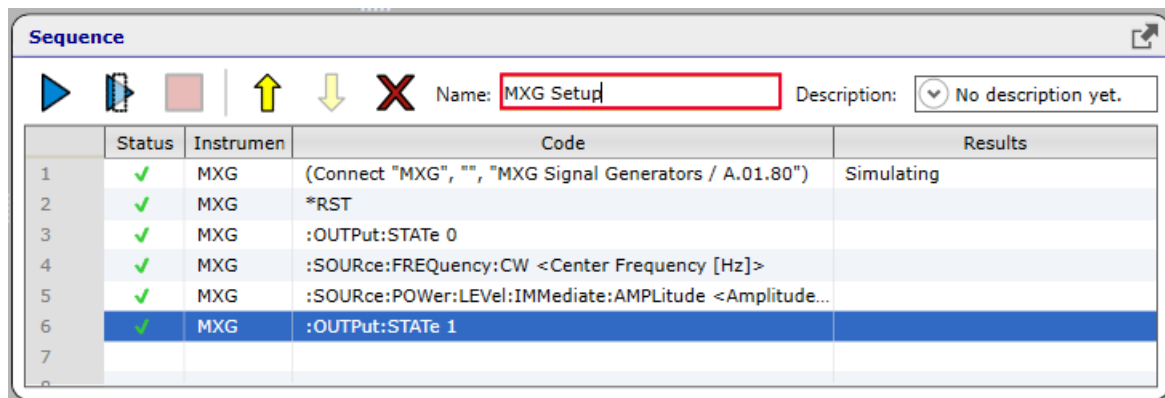 Sequence
Name: MXG Setup Description: No description yet.
Status Instrumen Code Results
1 MXG (Connect "MXG", "", "MXG Signal Generators / A.01.80") Simulating
2 MXG *RST
3 MXG :OUTPut:STATe 0
4 MXG :SOURce:FREQuency:CW <Center Frequency [Hz]>
5 MXG :SOURce:POWer:LEVel:IMMediate:AMPLitude <Amplitude...
6 MXG :OUTPut:STATe 1
7